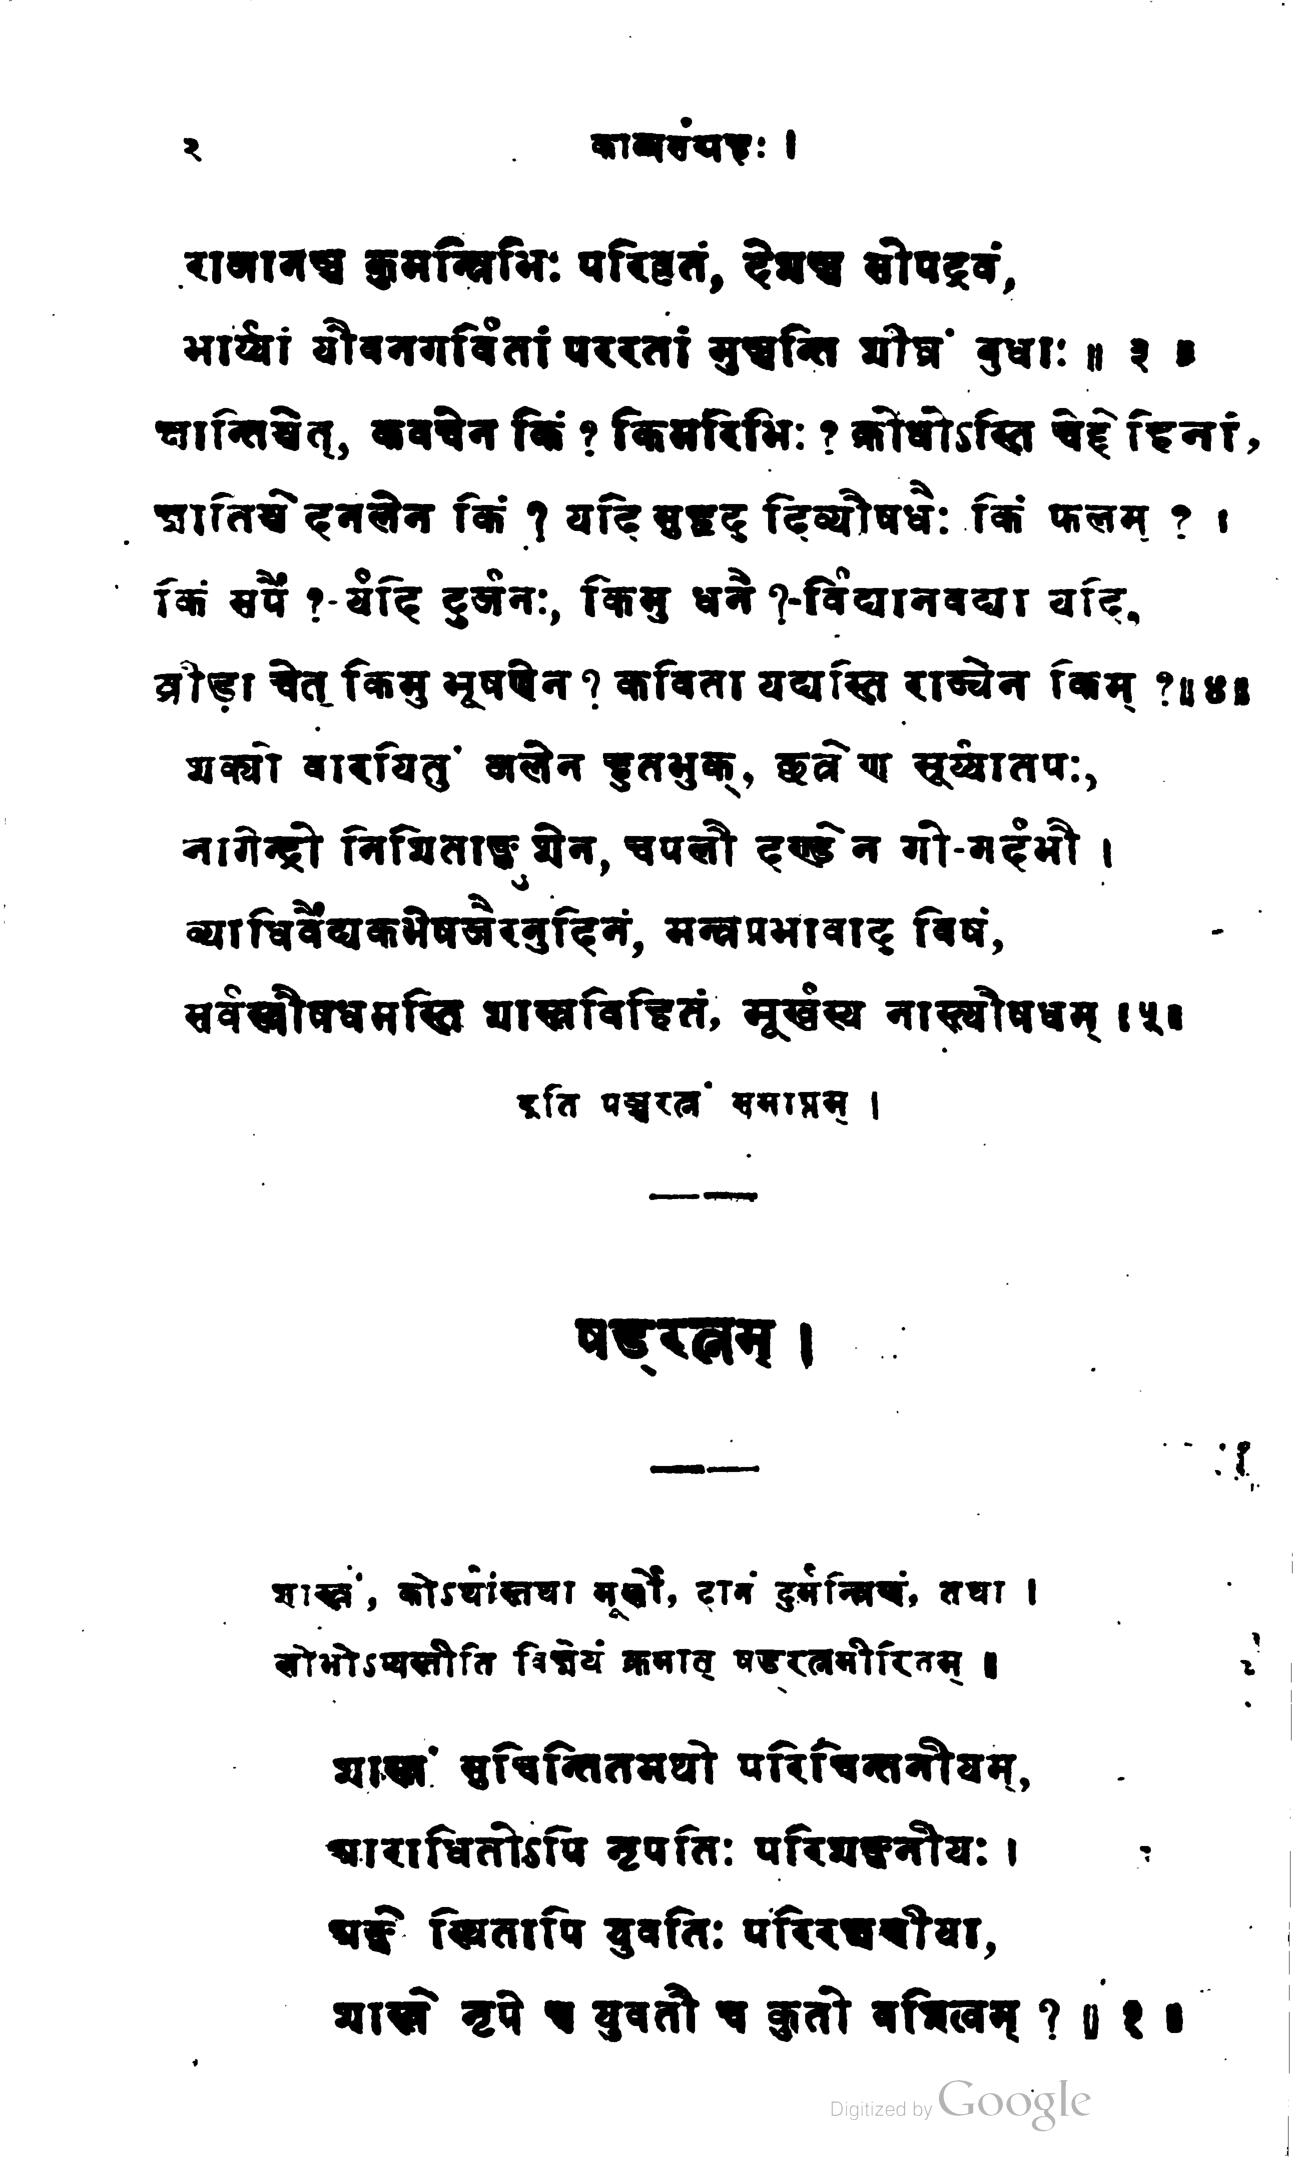 २ काव्यसंग्रहः ।
राजानञ्च कुमन्त्रिभिः परिवृतं, देशञ्च सोपद्रवं,
भार्य्यां यौवनगर्वितां पररतां मुञ्चन्ति शीघ्रं बुधाः ॥ ३ ॥
क्षान्तिश्चेत्, कवचेन किं ? किमरिभिः ? क्रोधोऽस्ति चेद्देहिनां,
ज्ञातिश्चेदनलेन किं ? यदि सुहृद् दिव्यौषधैः किं फलम् ? ।
किं सर्पै ?-र्यदि दुर्जनः, किमु धनै ?-र्विद्यानवद्या यदि,
व्रीडा चेत् किमु भूषणेन ? कविता यद्यस्ति राज्येन किम् ? ॥ ४ ॥
शक्यो वारयितुं जलेन हुतभुक्, छत्रेण सूर्य्यातपः,
नागेन्द्रो निशिताङ्कुशेन, चपलौ दण्डेन गो-गर्दभौ ।
व्याधिर्वैद्यकभेषजैरनुदिनं, मन्त्रप्रभावाद् विषं,
सर्वस्यौषधमस्ति शास्त्रविहितं, मूर्खस्य नास्त्यौषधम् । ५ ॥
इति पञ्चरत्नं समाप्तम् ।
षड्रत्नम् ।
शास्त्रं, कोऽर्थांस्तथा मूर्खो, दानं दुर्मन्त्रिणं, तथा ।
लोभोऽप्यस्तीति विज्ञेयं क्रमात् षड्रत्नमीरितम् ॥
शास्त्रं सुचिन्तितमथो परिचिन्तनीयम्,
आराधितोऽपि नृपतिः परिशङ्कनीयः ।
अङ्के स्थितापि युवतिः परिरक्षणीया,
शास्त्रे नृपे च युवतौ च कुतो वशित्वम् ? ॥ १ ॥
Digitized by Google